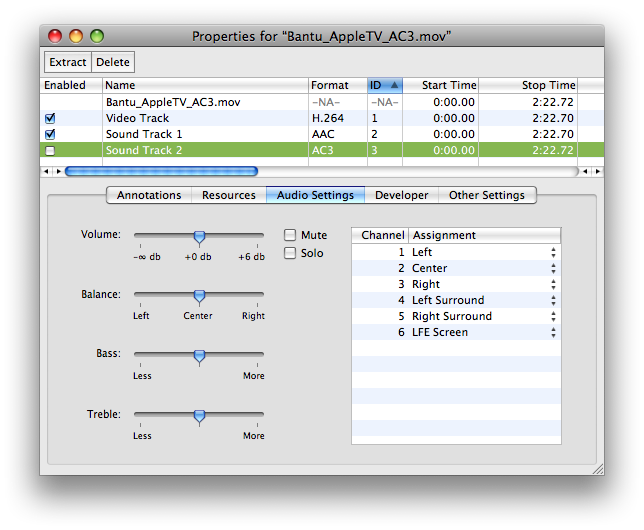 Properties for “Bantu_AppleTV_AC3.mov”
Extract Delete
Enabled Name Format ID Start Time Stop Time
Bantu_AppleTV_AC3.mov -NA- -NA- 0:00.00 2:22.72
Video Track H.264 1 0:00.00 2:22.70
Sound Track 1 AAC 2 0:00.00 2:22.70
Sound Track 2 AC3 3 0:00.00 2:22.72
Annotations Resources Audio Settings Developer Other Settings
Volume:
-∞ db +0 db +6 db
Mute
Solo
Balance:
Left Center Right
Bass:
Less More
Treble:
Less More
Channel Assignment
1 Left
2 Center
3 Right
4 Left Surround
5 Right Surround
6 LFE Screen